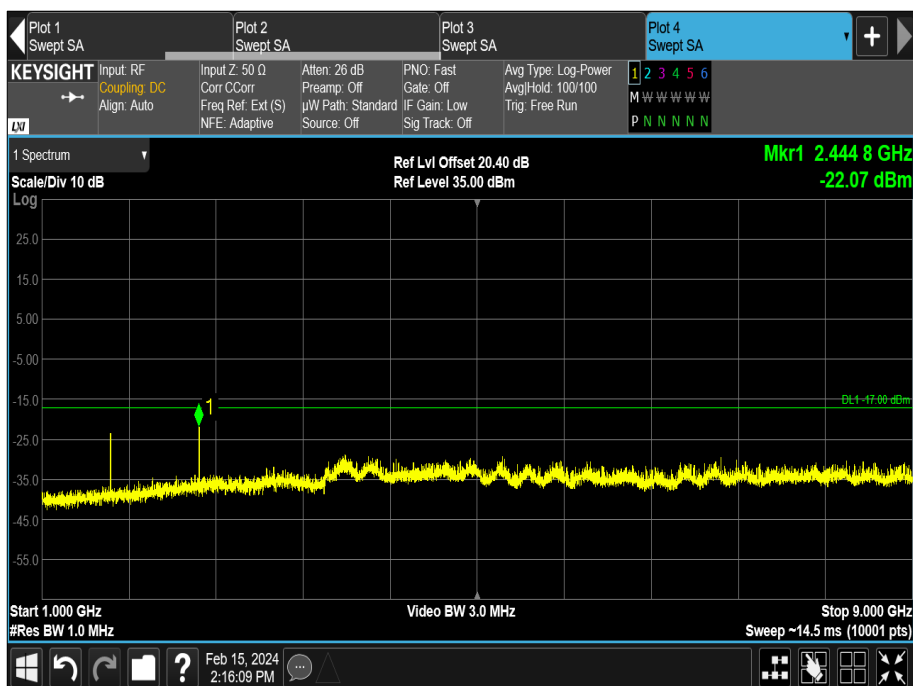 Plot 1
Swept SA
Plot 2
Swept SA
Plot 3
Swept SA
Plot 4
Swept SA
+
KEYSIGHT
LXI
Input: RF
Coupling: DC
Align: Auto
Input Z: 50 Ω
Corr CCorr
Freq Ref: Ext (S)
NFE: Adaptive
Atten: 26 dB
Preamp: Off
µW Path: Standard
Source: Off
PNO: Fast
Gate: Off
IF Gain: Low
Sig Track: Off
Avg Type: Log-Power
Avg|Hold: 100/100
Trig: Free Run
1 2 3 4 5 6
M W W W W W
P N N N N N
1 Spectrum
Scale/Div 10 dB
Ref Lvl Offset 20.40 dB
Ref Level 35.00 dBm
Mkr1 2.444 8 GHz
-22.07 dBm
Log
25.0
15.0
5.00
-5.00
-15.0
-25.0
-35.0
-45.0
-55.0
1
DL1 -17.00 dBm
Start 1.000 GHz
#Res BW 1.0 MHz
Video BW 3.0 MHz
Stop 9.000 GHz
Sweep ~14.5 ms (10001 pts)
?
Feb 15, 2024
2:16:09 PM